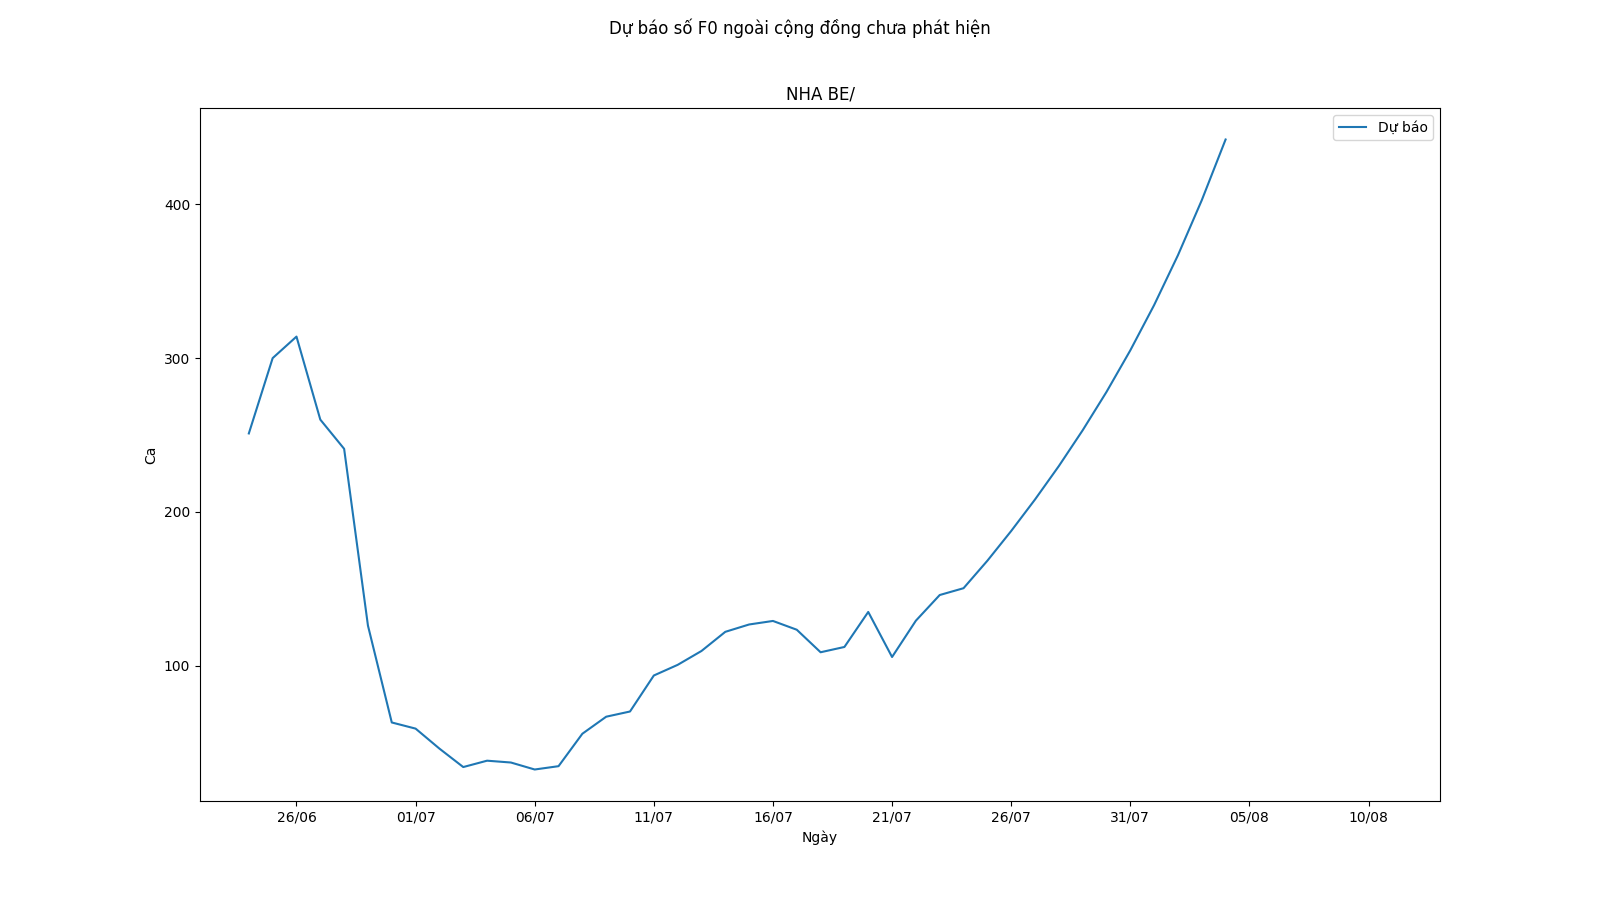 Dự báo số F0 ngoài cộng đồng chưa phát hiện
NHA BE/
Dự báo
400
300
200
100
Ca
26/06 01/07 06/07 11/07 16/07 21/07 26/07 31/07 05/08 10/08
Ngày